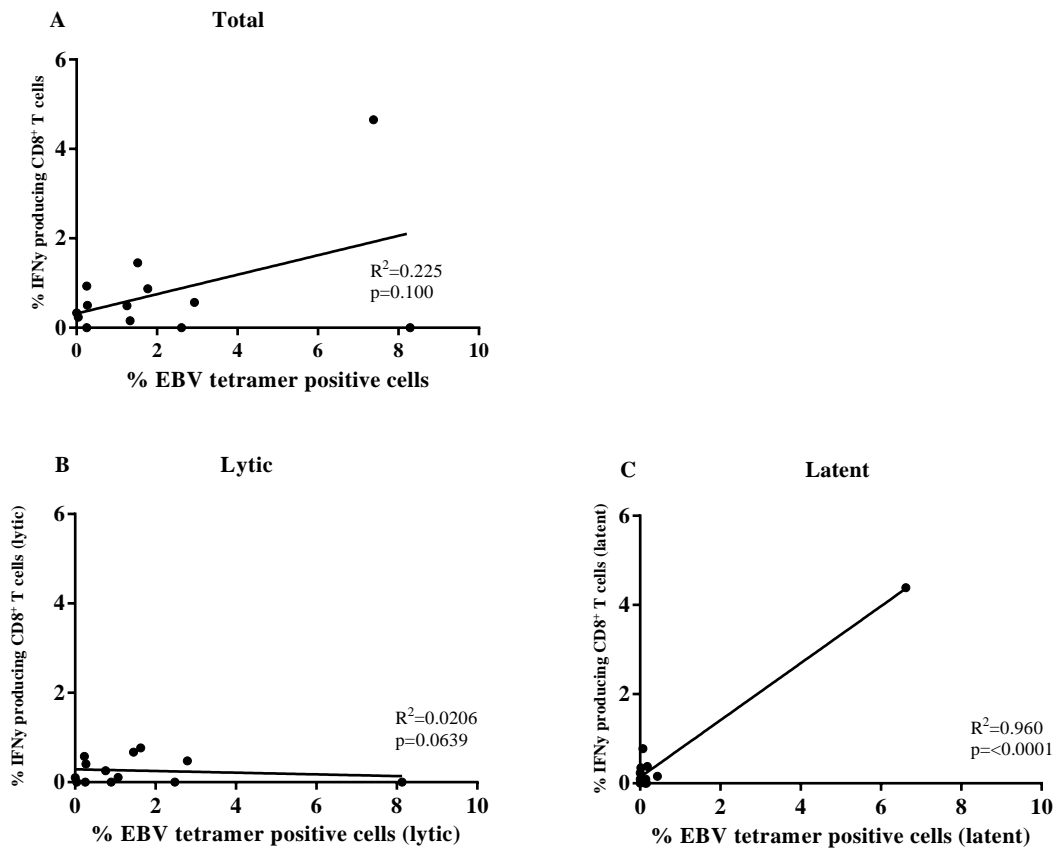 A
Total
% IFNy producing CD8⁺ T cells
6
4
2
0
R²=0.225
p=0.100
0 2 4 6 8 10
% EBV tetramer positive cells
B
Lytic
% IFNy producing CD8⁺ T cells (lytic)
6
4
2
0
R²=0.0206
p=0.0639
0 2 4 6 8 10
% EBV tetramer positive cells (lytic)
C
Latent
% IFNy producing CD8⁺ T cells (latent)
6
4
2
0
R²=0.960
p=<0.0001
0 2 4 6 8 10
% EBV tetramer positive cells (latent)